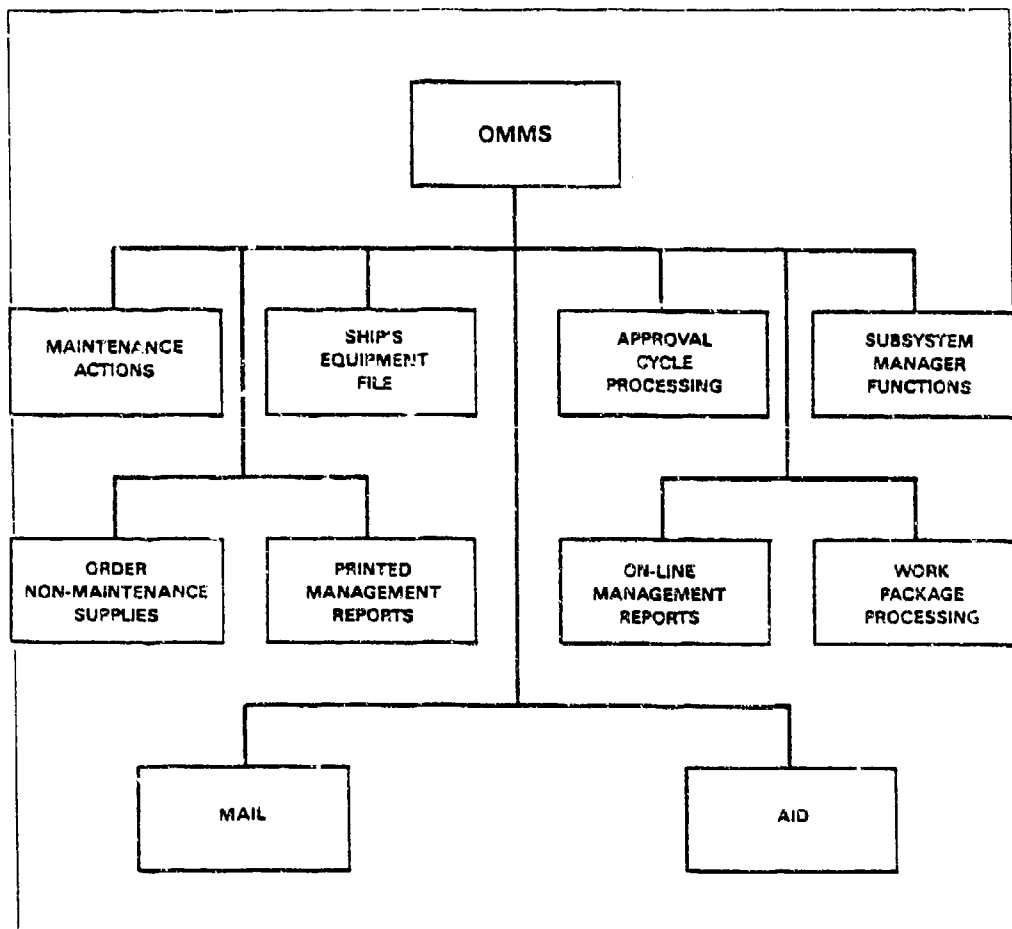 OMMS
MAINTENANCE
ACTIONS
SHIP'S
EQUIPMENT
FILE
APPROVAL
CYCLE
PROCESSING
SUBSYSTEM
MANAGER
FUNCTIONS
ORDER
NON-MAINTENANCE
SUPPLIES
PRINTED
MANAGEMENT
REPORTS
ON-LINE
MANAGEMENT
REPORTS
WORK
PACKAGE
PROCESSING
MAIL
AID